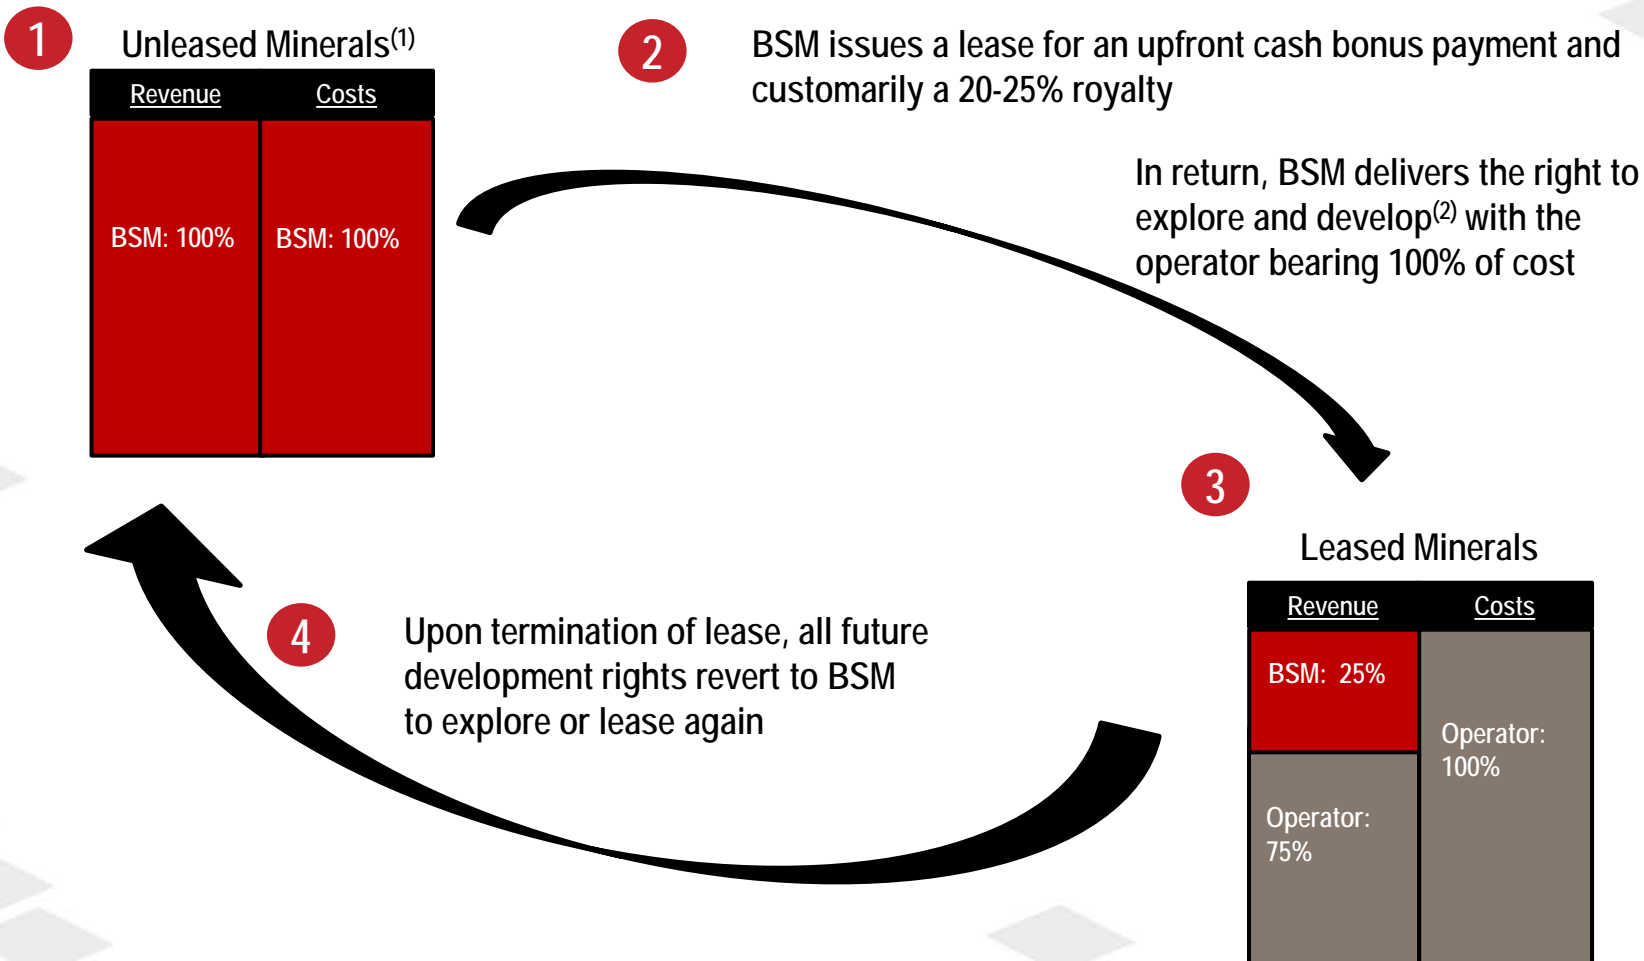 1
Unleased Minerals(1)
Revenue Costs
BSM: 100% BSM: 100%
2
BSM issues a lease for an upfront cash bonus payment and
customarily a 20-25% royalty
In return, BSM delivers the right to
explore and develop(2) with the
operator bearing 100% of cost
3
Leased Minerals
Revenue Costs
BSM: 25%
Operator:
75%
Operator:
100%
4
Upon termination of lease, all future
development rights revert to BSM
to explore or lease again